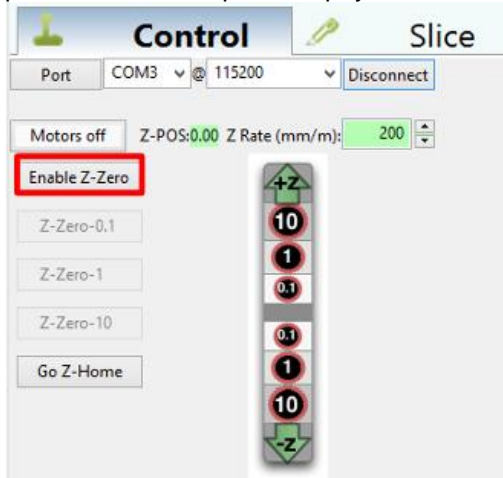 Control Slice
Port COM3 @ 115200 Disconnect
Motors off Z-POS:0.00 Z Rate (mm/m): 200
Enable Z-Zero
+Z
10
Z-Zero-0.1
1
Z-Zero-1
0.1
Z-Zero-10
0.1
Go Z-Home
1
10
-Z